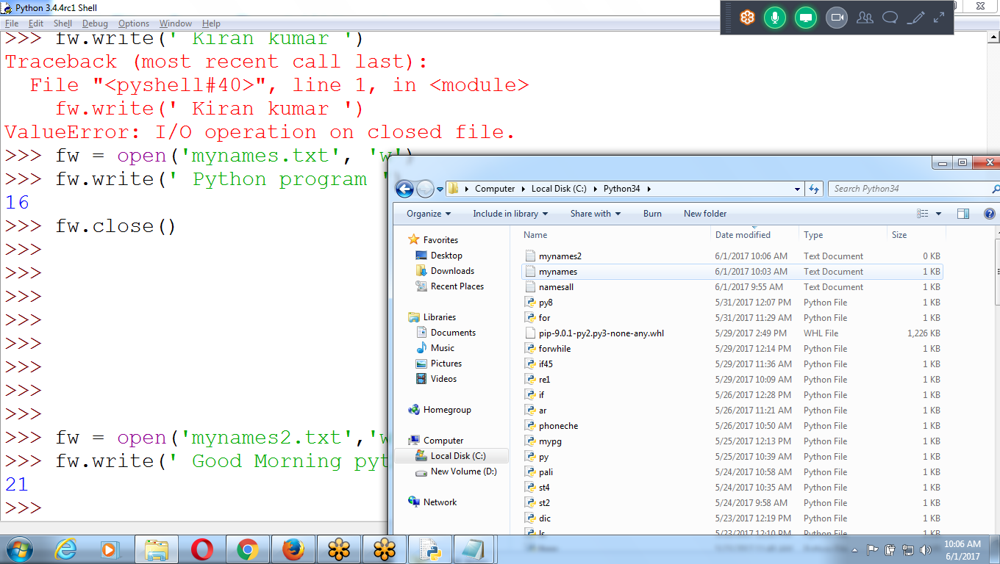 Python 3.4.4rc1 Shell
File Edit Shell Debug Options Window Help
>>> fw.write(' Kiran kumar ')
Traceback (most recent call last):
File "<pyshell#40>", line 1, in <module>
fw.write(' Kiran kumar ')
ValueError: I/O operation on closed file.
>>> fw = open('mynames.txt', 'w')
>>> fw.write(' Python program '
16
>>> fw.close()
>>>
>>>
>>>
>>>
>>>
>>>
>>>
>>>
>>> fw = open('mynames2.txt','w
>>> fw.write(' Good Morning pyt
21
>>>
Computer Local Disk (C:) Python34
Search Python34
Organize Include in library Share with Burn New folder
Favorites
Desktop
Downloads
Recent Places
Libraries
Documents
Music
Pictures
Videos
Homegroup
Computer
Local Disk (C:)
New Volume (D:)
Network
Name Date modified Type Size
mynames2 6/1/2017 10:06 AM Text Document 0 KB
mynames 6/1/2017 10:03 AM Text Document 1 KB
namesall 6/1/2017 9:55 AM Text Document 1 KB
py8 5/31/2017 12:07 PM Python File 1 KB
for 5/31/2017 11:29 AM Python File 1 KB
pip-9.0.1-py2.py3-none-any.whl 5/29/2017 2:49 PM WHL File 1,226 KB
forwhile 5/29/2017 12:14 PM Python File 1 KB
if45 5/29/2017 11:36 AM Python File 1 KB
re1 5/29/2017 10:09 AM Python File 1 KB
if 5/26/2017 12:28 PM Python File 1 KB
ar 5/26/2017 11:21 AM Python File 1 KB
phoneche 5/26/2017 10:50 AM Python File 1 KB
mypg 5/25/2017 12:13 PM Python File 1 KB
py 5/25/2017 10:39 AM Python File 1 KB
pali 5/24/2017 10:58 AM Python File 1 KB
st4 5/24/2017 10:35 AM Python File 1 KB
st2 5/24/2017 9:58 AM Python File 1 KB
dic 5/23/2017 12:19 PM Python File 1 KB
ls 5/23/2017 12:10 PM Python File 1 KB
10:06 AM
6/1/2017